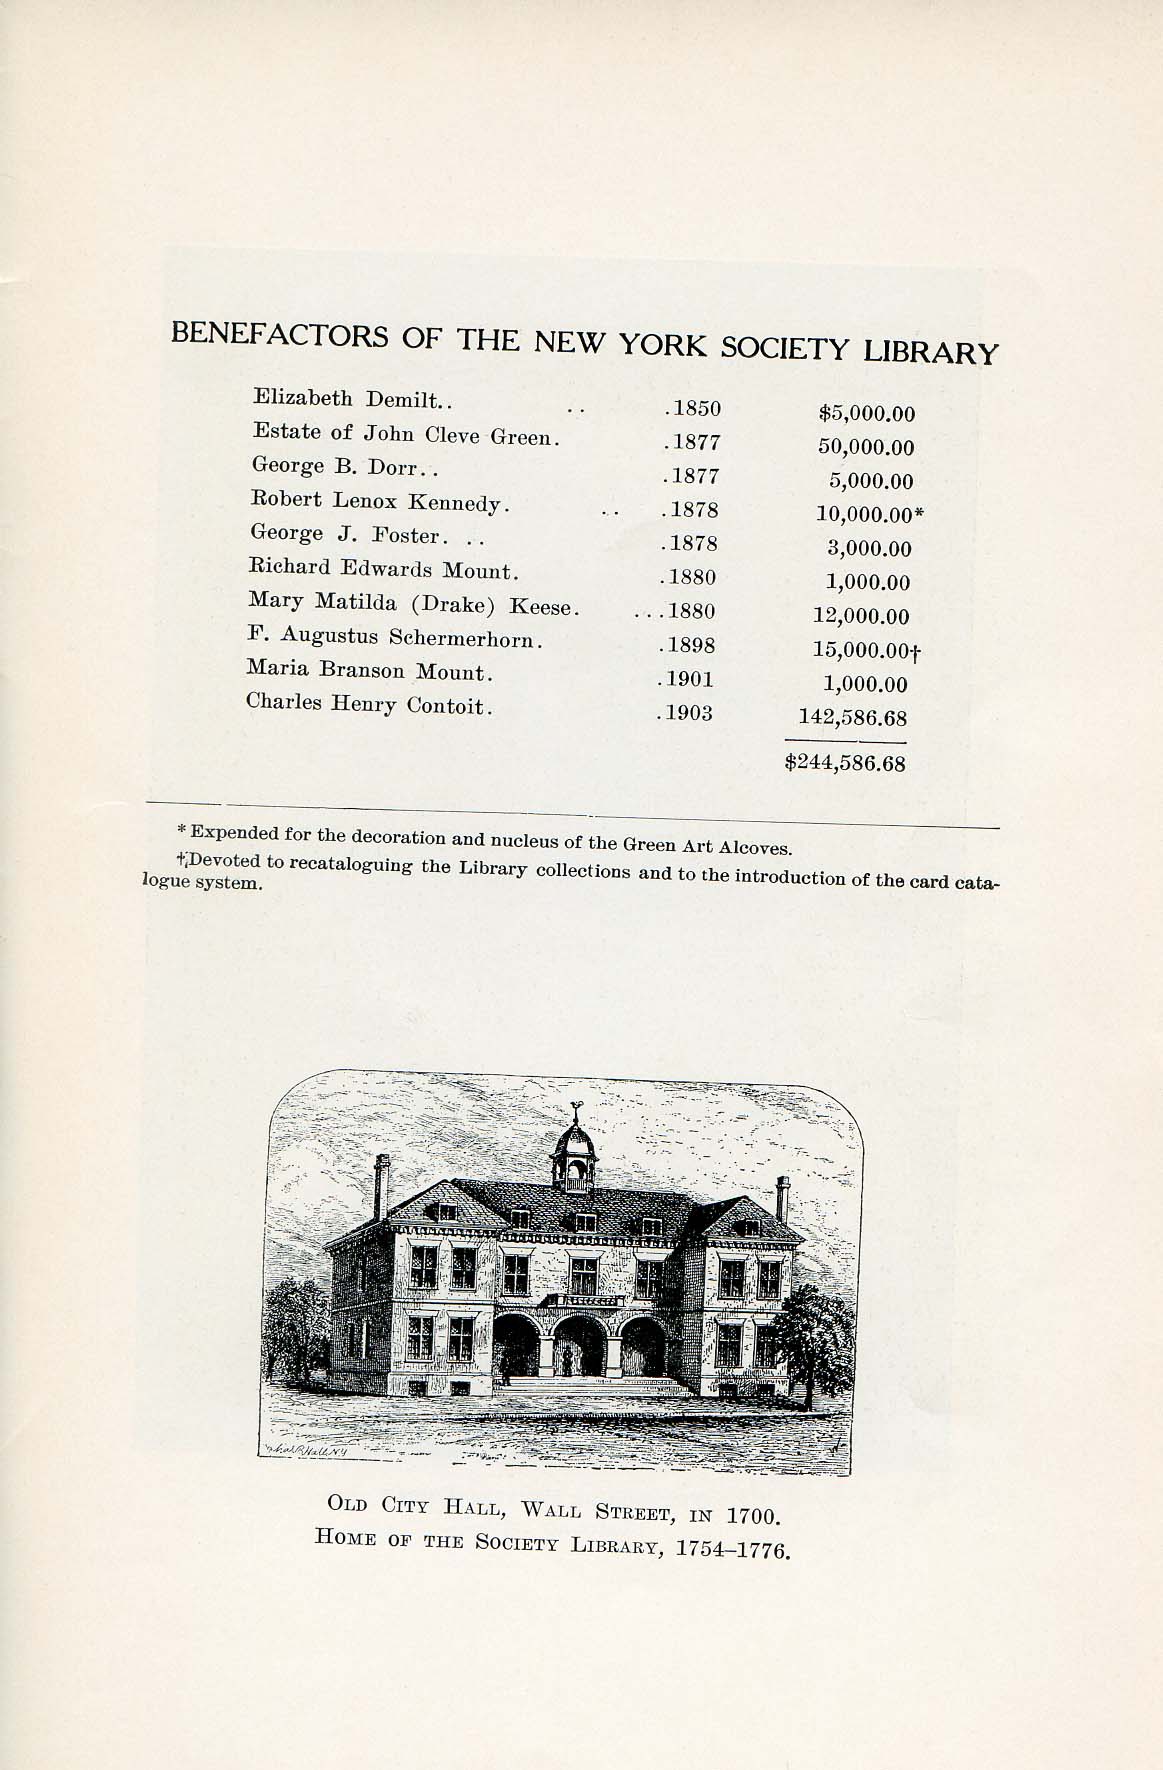 BENEFACTORS OF THE NEW YORK SOCIETY LIBRARY
Elizabeth Demilt.. .. .1850 $5,000.00
Estate of John Cleve Green. .1877 50,000.00
George B. Dorr.. .1877 5,000.00
Robert Lenox Kennedy. .. .1878 10,000.00*
George J. Foster. .. .1878 3,000.00
Richard Edwards Mount. .1880 1,000.00
Mary Matilda (Drake) Keese. ...1880 12,000.00
F. Augustus Schermerhorn. .1898 15,000.00†
Maria Branson Mount. .1901 1,000.00
Charles Henry Contoit. .1903 142,586.68
$244,586.68
* Expended for the decoration and nucleus of the Green Art Alcoves.
† Devoted to recataloguing the Library collections and to the introduction of the card cata-
logue system.
OLD CITY HALL, WALL STREET, IN 1700.
HOME OF THE SOCIETY LIBRARY, 1754–1776.